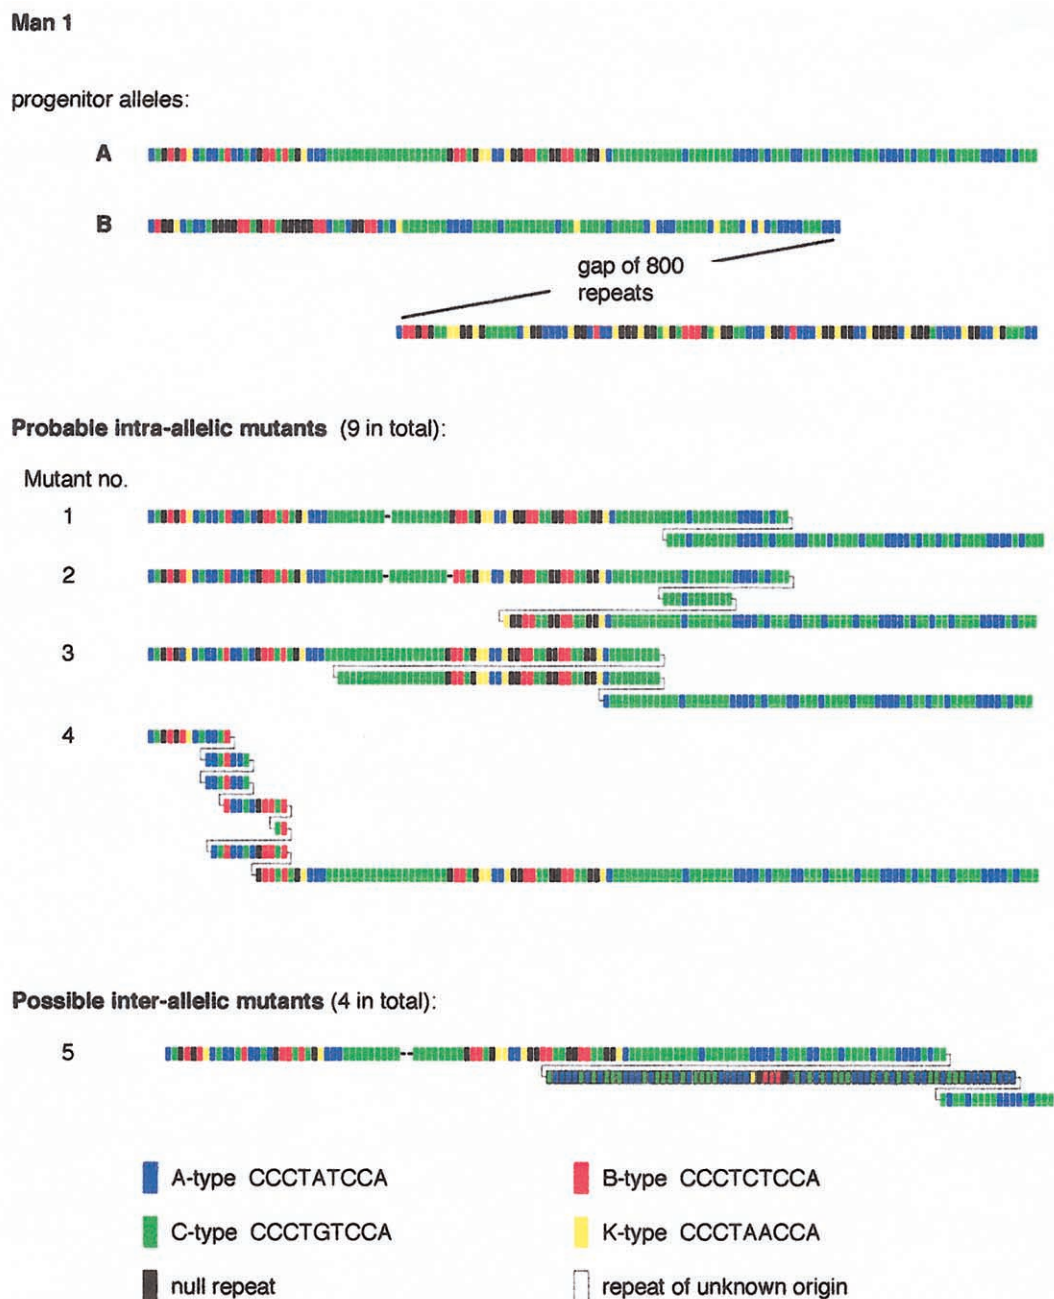 Man 1
progenitor alleles:
A
B
gap of 800
repeats
Probable intra-allelic mutants (9 in total):
Mutant no.
1
2
3
4
Possible inter-allelic mutants (4 in total):
5
A-type CCCTATCCA
B-type CCCTCTCCA
C-type CCCTGTCCA
K-type CCCTAACCA
null repeat
repeat of unknown origin